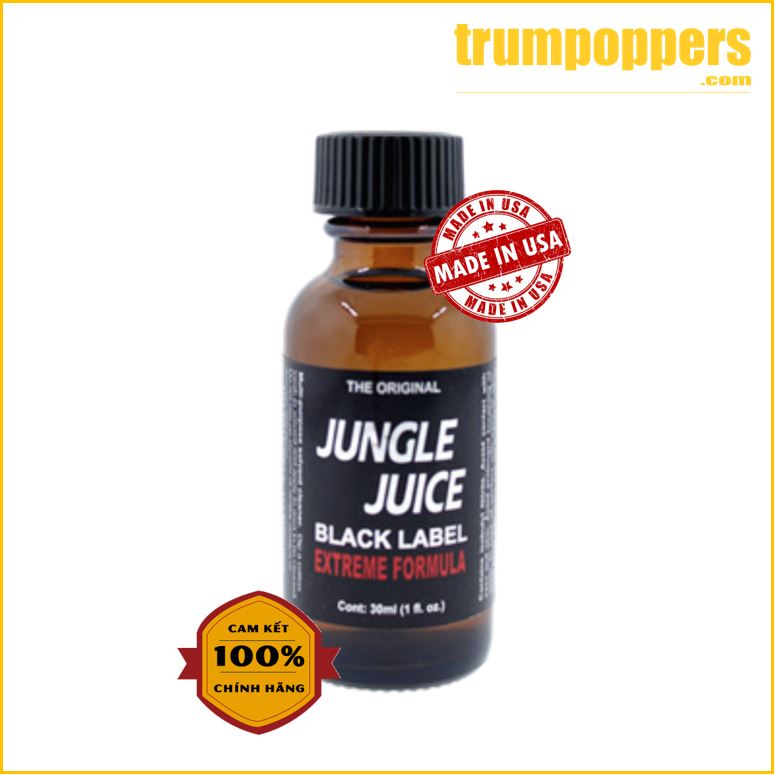 trumpoppers
.com
MADE IN USA
MADE IN USA
MADE IN USA
THE ORIGINAL
JUNGLE
JUICE
BLACK LABEL
EXTREME FORMULA
Cont: 30ml (1 fl. oz.)
CAM KẾT
100%
CHÍNH HÃNG